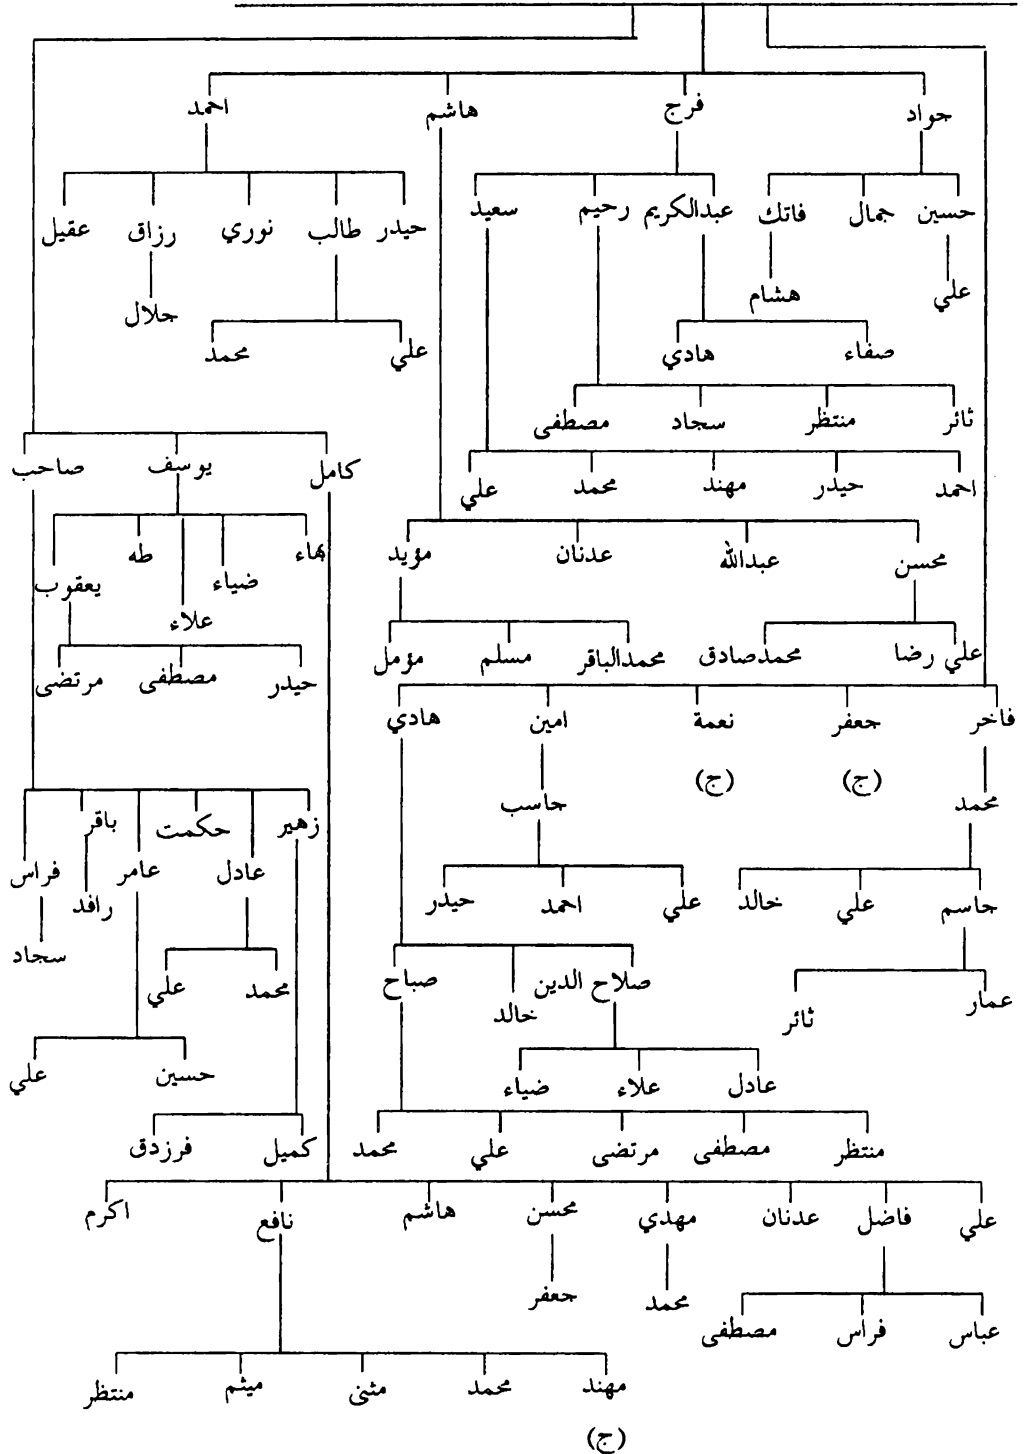 جواد فرج هاشم احمد
حسين جمال فاتك عبدالكريم رحيم سعيد
حيدر طالب نوري رزاق عقيل
علي هشام جلال
صفاء هادي علي محمد
ثائر منتظر سجاد مصطفى
كامل يوسف صاحب
احمد حيدر مهند محمد علي
محسن عبدالله عدنان مؤيد
بهاء ضياء علاء طه يعقوب
علي رضا محمدصادق محمدالباقر مسلم مؤمل
حيدر مصطفى مرتضى
فاخر جعفر نعمة امين هادي
(ج) (ج)
محمد جاسب
زهير عادل حكمت عامر باقر فراس
رافد
جاسم علي خالد علي احمد حيدر
سجاد
محمد علي
صلاح الدين خالد صباح
عمار ثائر
حسين علي
عادل علاء ضياء
كميل فرزدق
منتظر مصطفى مرتضى علي محمد
علي فاضل عدنان مهدي محسن هاشم نافع اكرم
محمد جعفر
عباس فراس مصطفى
مهند محمد مثنى ميثم منتظر
(ج)